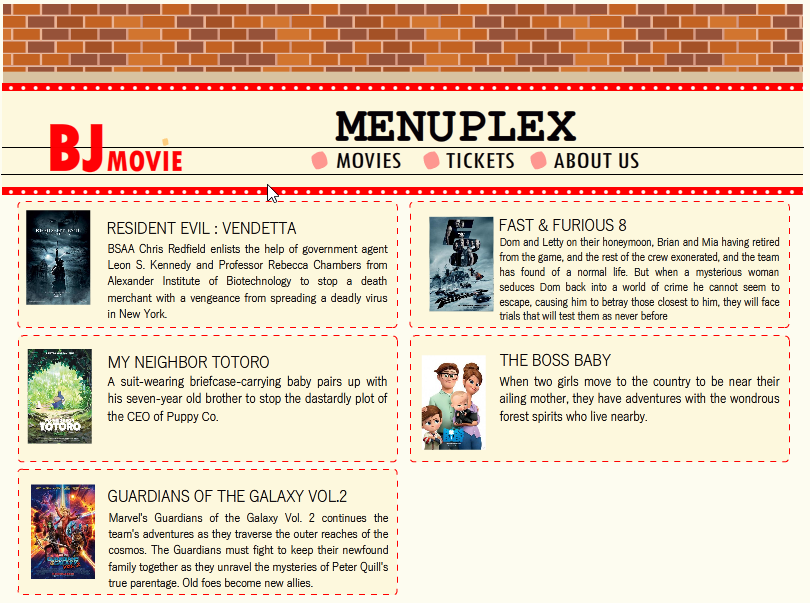 MENUPLEX
BJ MOVIE
MOVIES TICKETS ABOUT US
RESIDENT EVIL : VENDETTA
BSAA Chris Redfield enlists the help of government agent
Leon S. Kennedy and Professor Rebecca Chambers from
Alexander Institute of Biotechnology to stop a death
merchant with a vengeance from spreading a deadly virus
in New York.
FAST & FURIOUS 8
Dom and Letty on their honeymoon, Brian and Mia having retired
from the game, and the rest of the crew exonerated, and the team
has found of a normal life. But when a mysterious woman
seduces Dom back into a world of crime he cannot seem to
escape, causing him to betray those closest to him, they will face
trials that will test them as never before
MY NEIGHBOR TOTORO
A suit-wearing briefcase-carrying baby pairs up with
his seven-year old brother to stop the dastardly plot of
the CEO of Puppy Co.
TOTORO
THE BOSS BABY
When two girls move to the country to be near their
ailing mother, they have adventures with the wondrous
forest spirits who live nearby.
GUARDIANS OF THE GALAXY VOL.2
Marvel's Guardians of the Galaxy Vol. 2 continues the
team's adventures as they traverse the outer reaches of the
cosmos. The Guardians must fight to keep their newfound
family together as they unravel the mysteries of Peter Quill's
true parentage. Old foes become new allies.